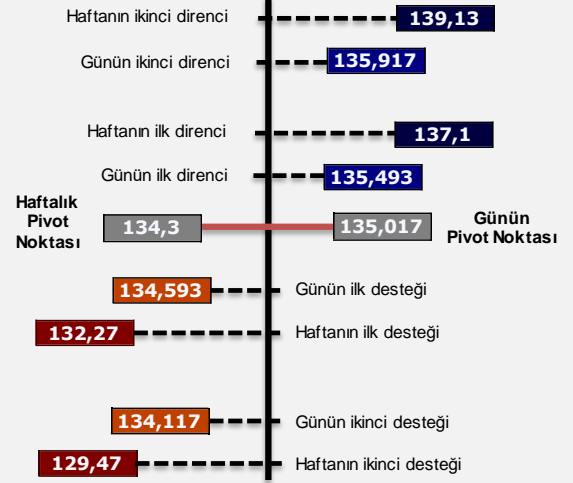 Haftanın ikinci direnci 139,13
Günün ikinci direnci 135,917
Haftanın ilk direnci 137,1
Günün ilk direnci 135,493
Haftalık
Pivot
Noktası
134,3
135,017
Günün
Pivot Noktası
134,593 Günün ilk desteği
132,27 Haftanın ilk desteği
134,117 Günün ikinci desteği
129,47 Haftanın ikinci desteği